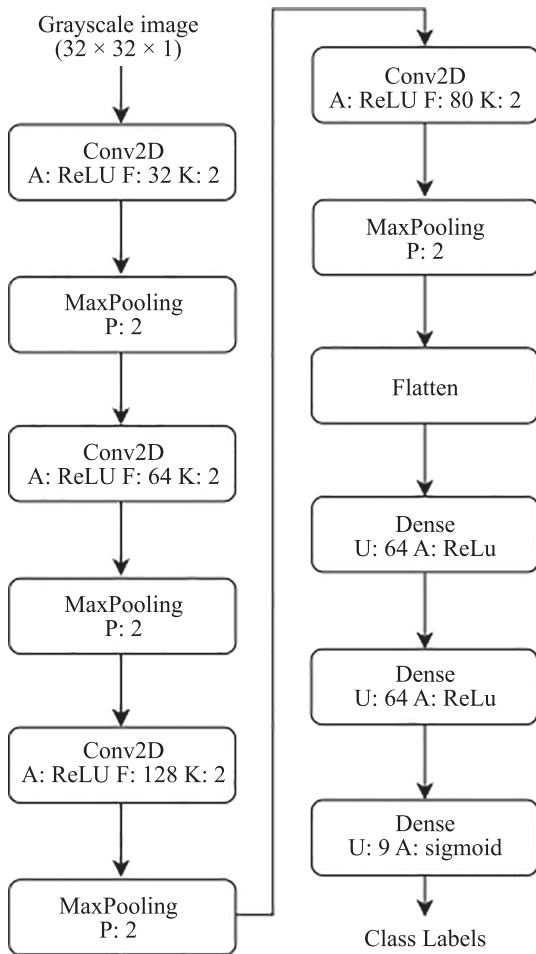 Grayscale image
(32 × 32 × 1)
Conv2D
A: ReLU F: 32 K: 2
MaxPooling
P: 2
Conv2D
A: ReLU F: 64 K: 2
MaxPooling
P: 2
Conv2D
A: ReLU F: 128 K: 2
MaxPooling
P: 2
Conv2D
A: ReLU F: 80 K: 2
MaxPooling
P: 2
Flatten
Dense
U: 64 A: ReLu
Dense
U: 64 A: ReLu
Dense
U: 9 A: sigmoid
Class Labels